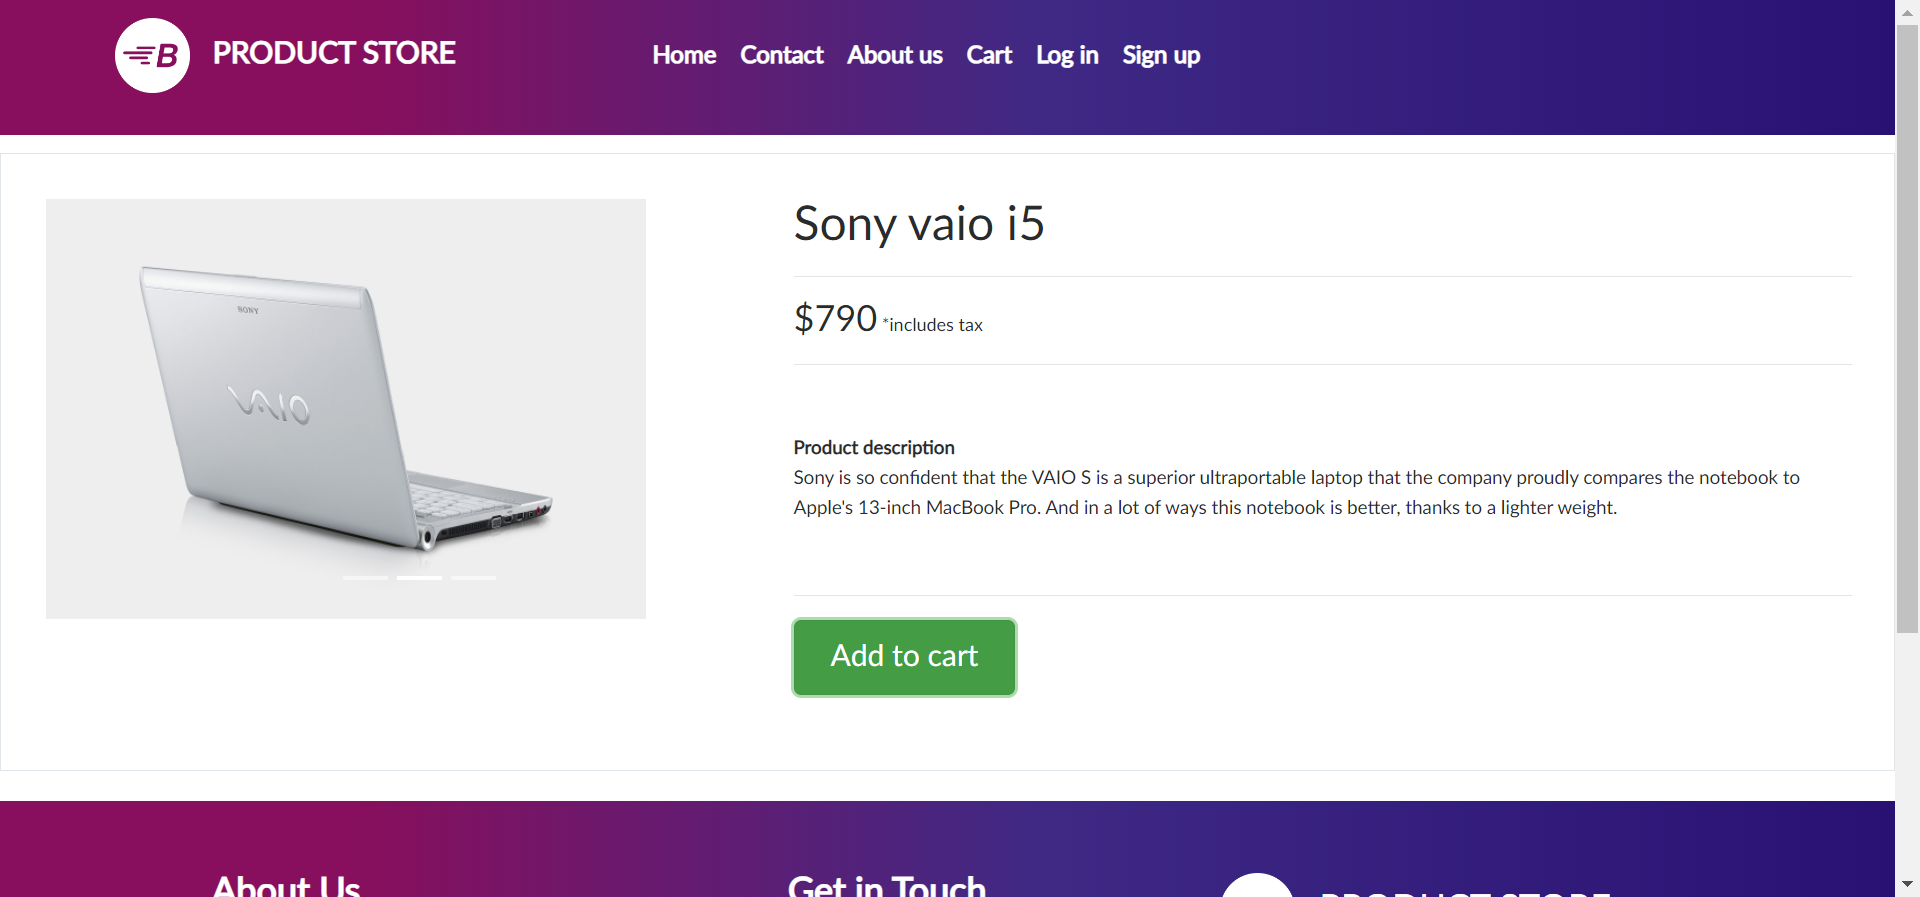 B PRODUCT STORE
Home Contact About us Cart Log in Sign up
SONY
VAIO
Sony vaio i5
$790 *includes tax
Product description
Sony is so confident that the VAIO S is a superior ultraportable laptop that the company proudly compares the notebook to
Apple's 13-inch MacBook Pro. And in a lot of ways this notebook is better, thanks to a lighter weight.
Add to cart
About Us
Get in Touch
PRODUCT STORE